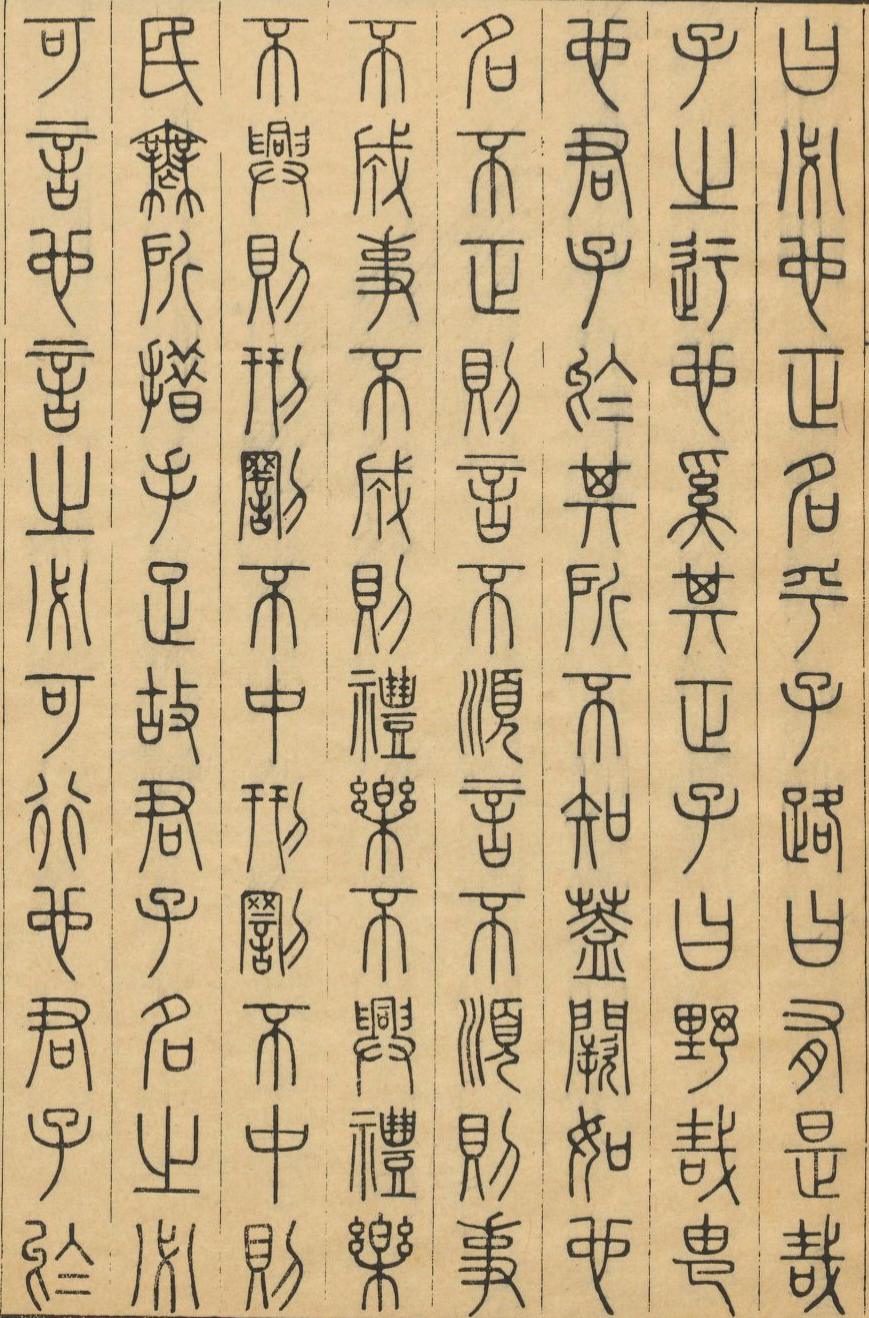 曰必也正名乎子路曰有是哉
子之迂也奚其正子曰野哉由
也君子於其所不知蓋闕如也
名不正則言不順言不順則事
不成事不成則禮樂不興禮樂
不興則刑罰不中刑罰不中則
民無所措手足故君子名之必
可言也言之必可行也君子於